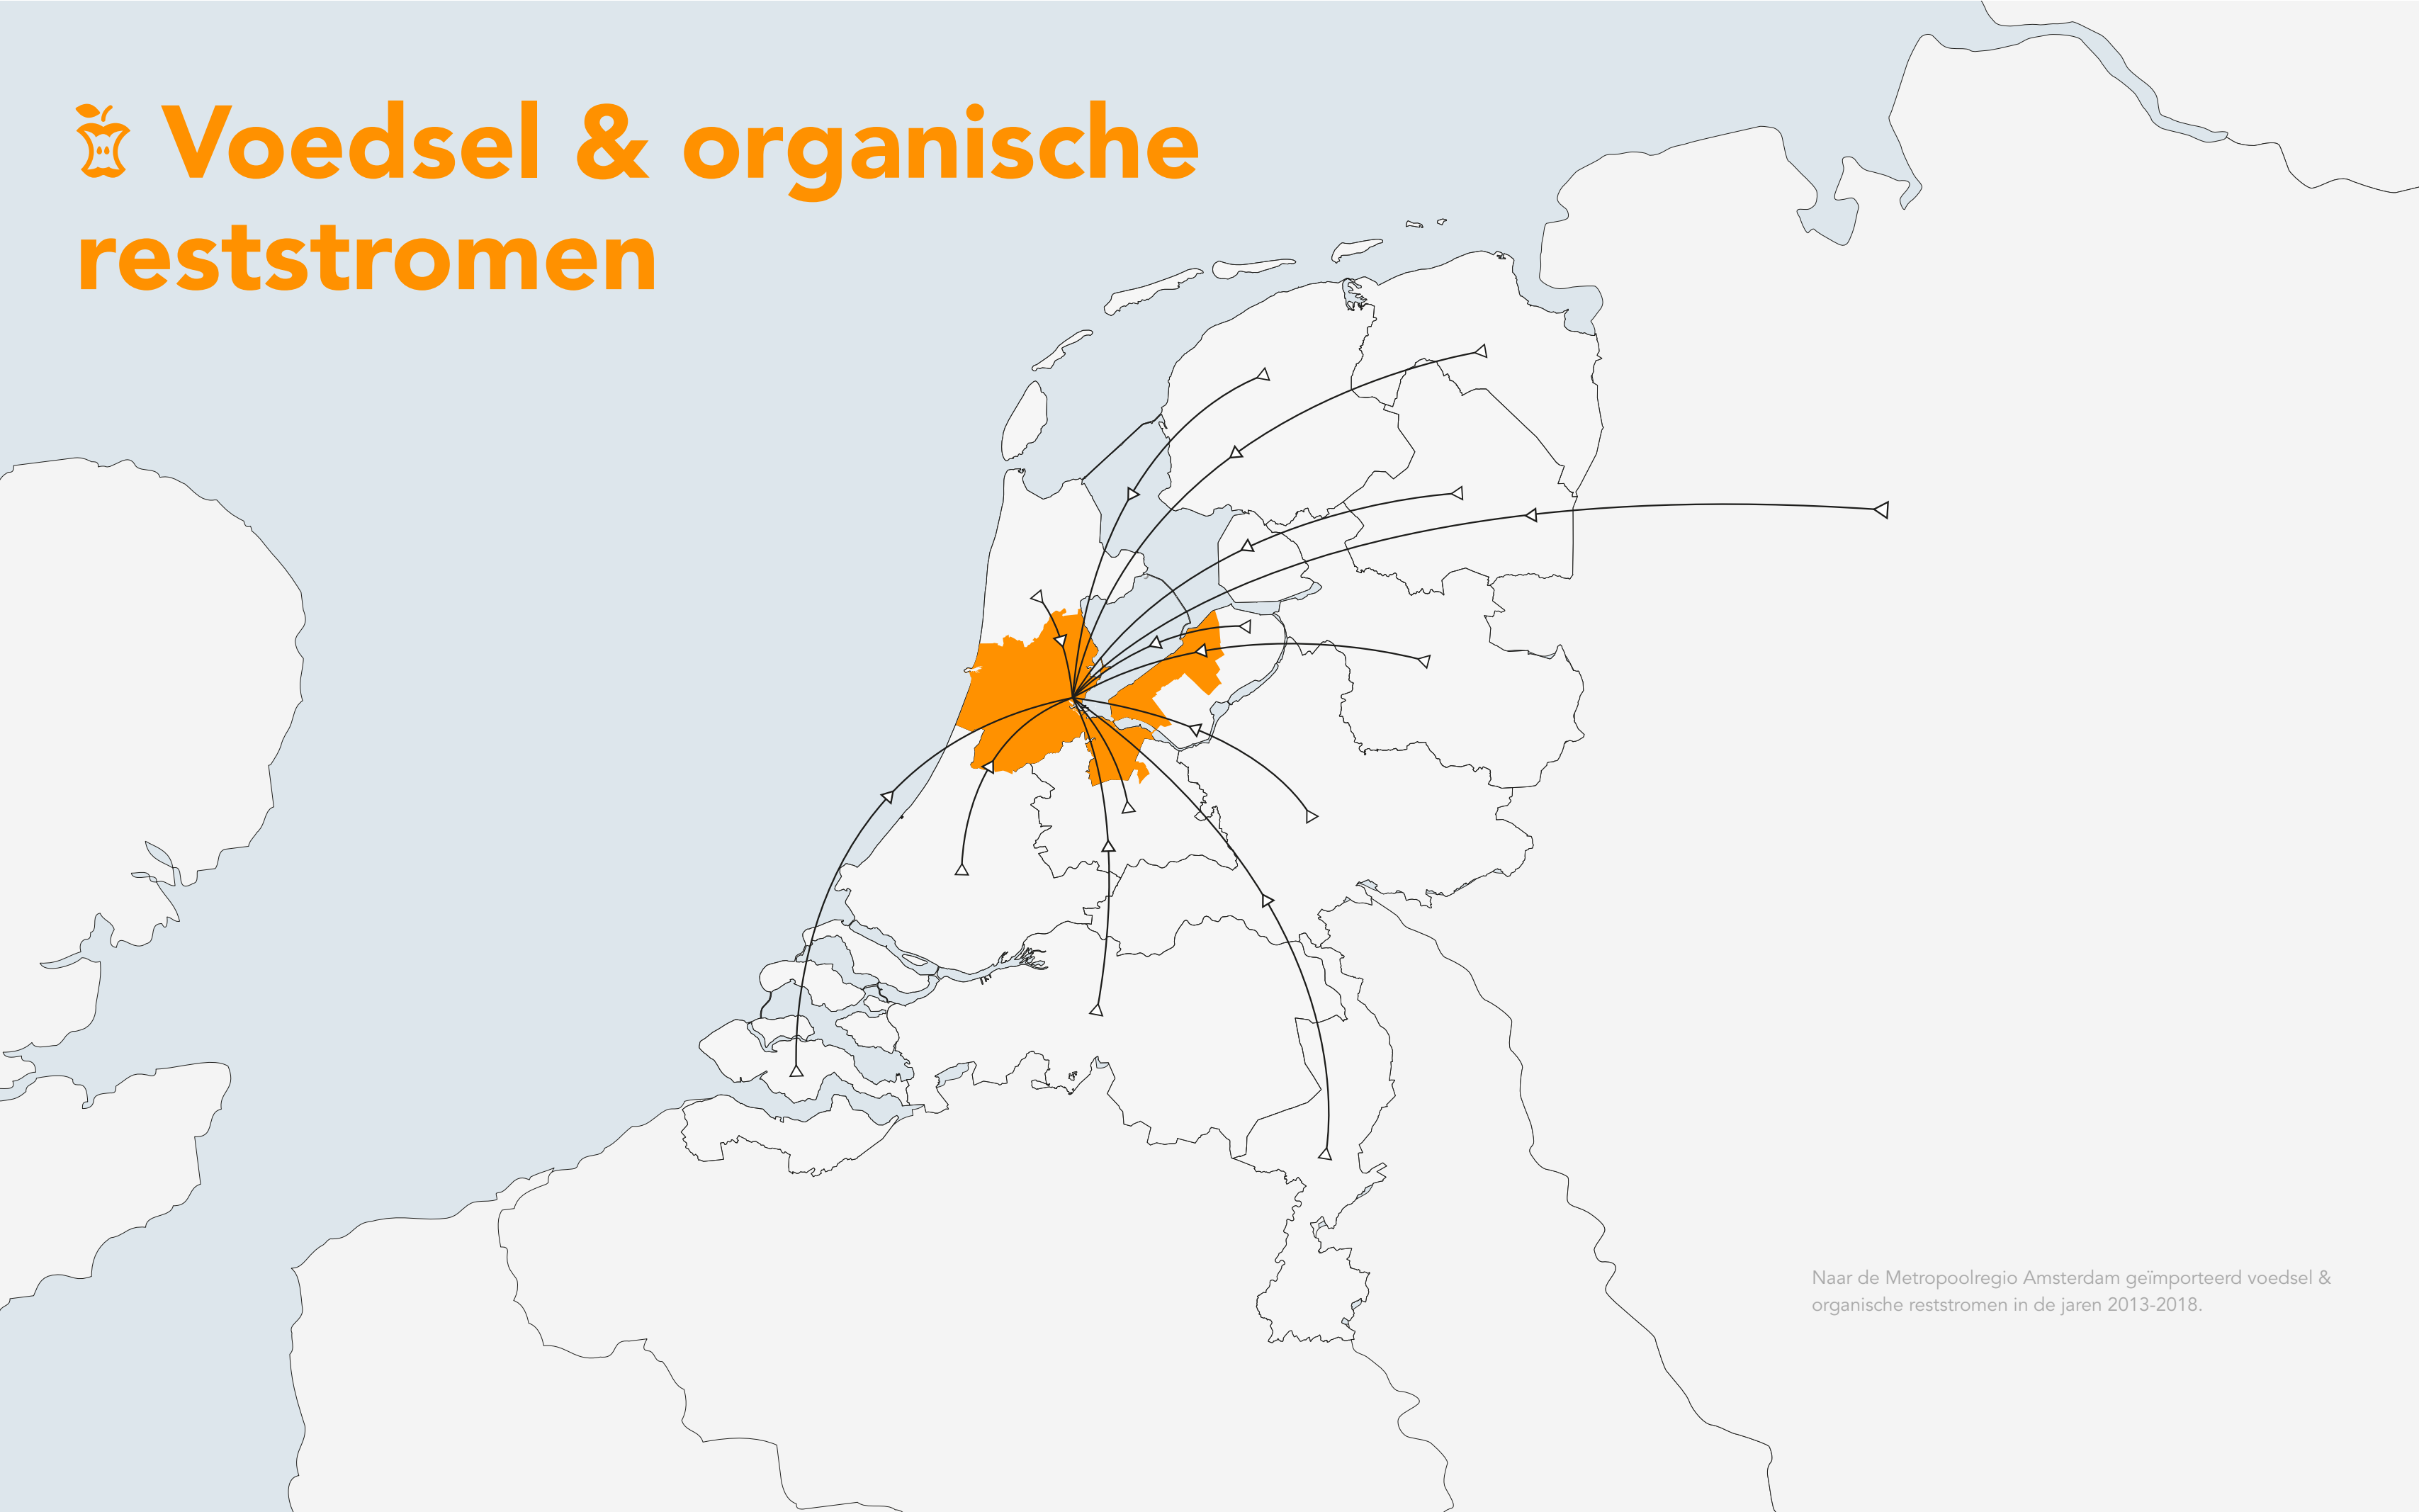 Voedsel & organische
reststromen
Naar de Metropoolregio Amsterdam geïmporteerd voedsel &
organische reststromen in de jaren 2013-2018.